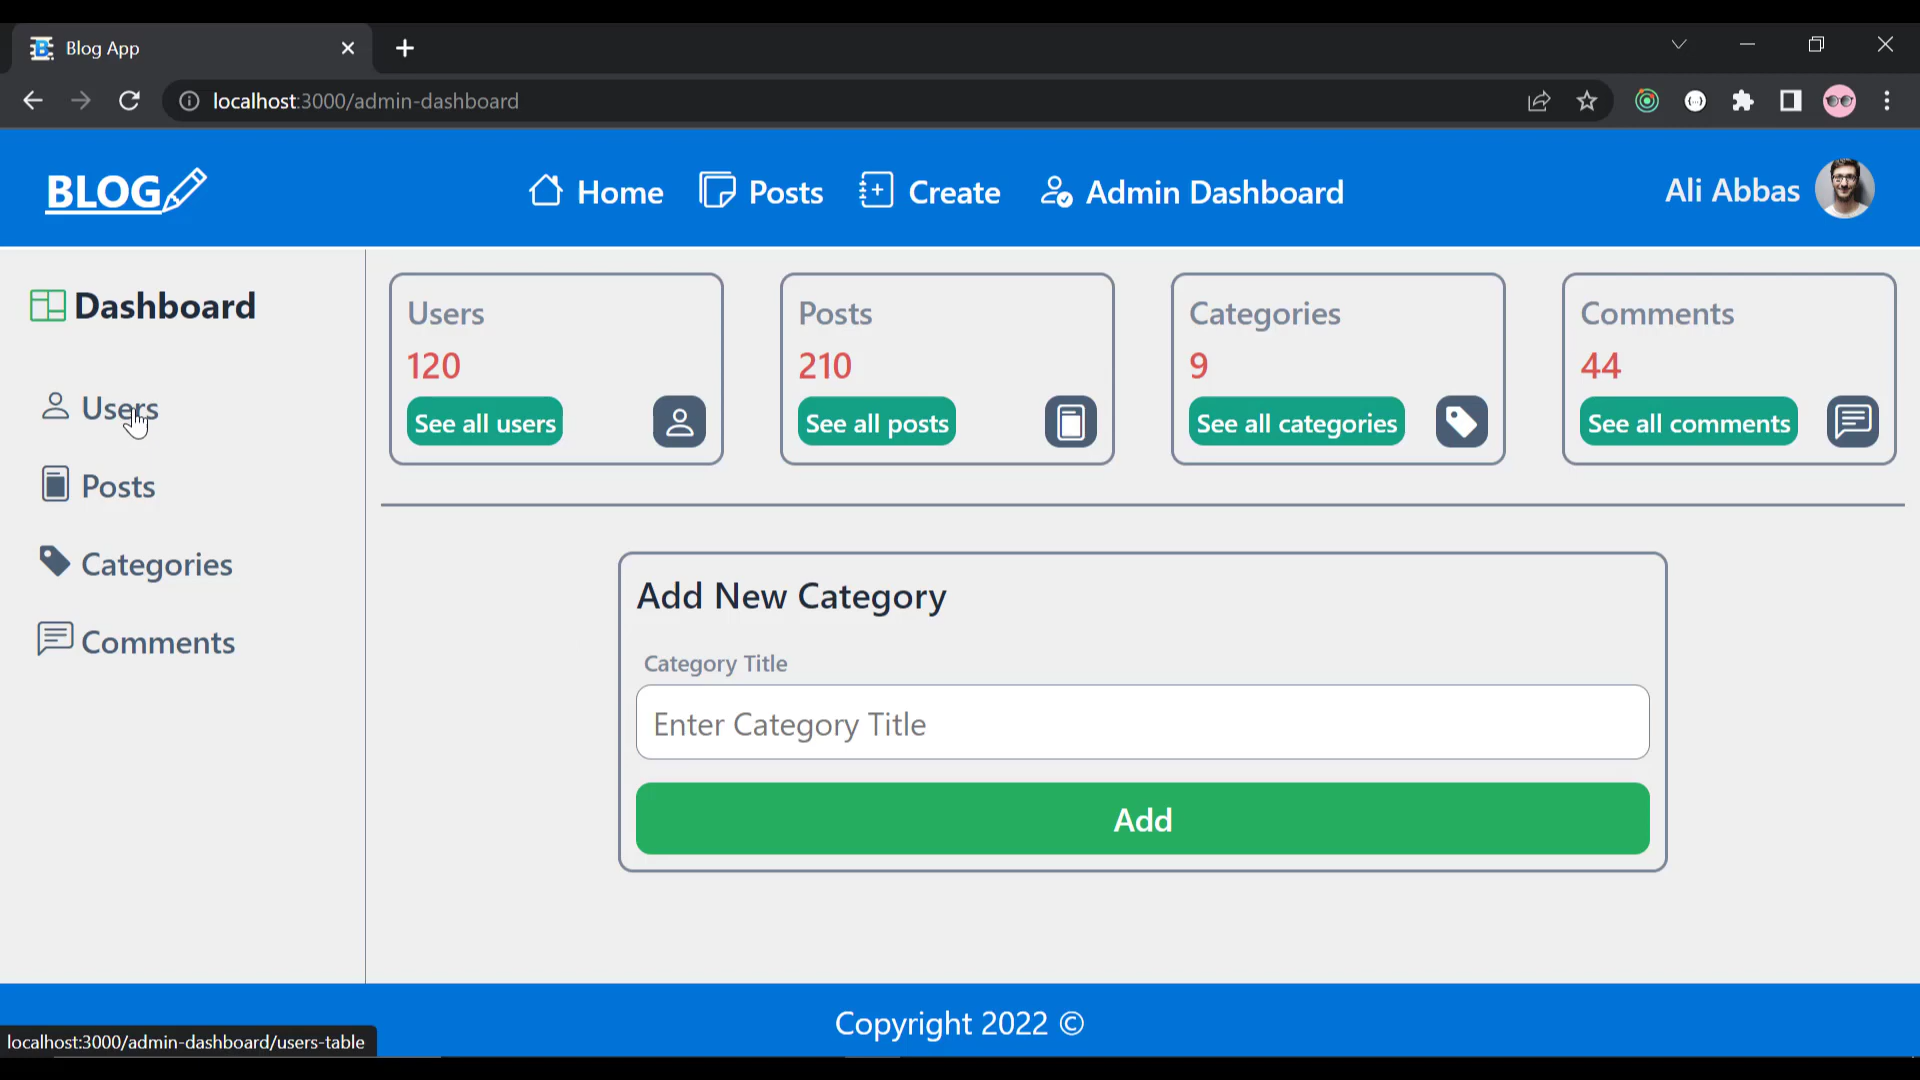 Blog App
localhost:3000/admin-dashboard
BLOG
Home
Posts
Create
Admin Dashboard
Ali Abbas
Dashboard
Users
Posts
Categories
Comments
Users
120
See all users
Posts
210
See all posts
Categories
9
See all categories
Comments
44
See all comments
Add New Category
Category Title
Enter Category Title
Add
Copyright 2022 ©
localhost:3000/admin-dashboard/users-table